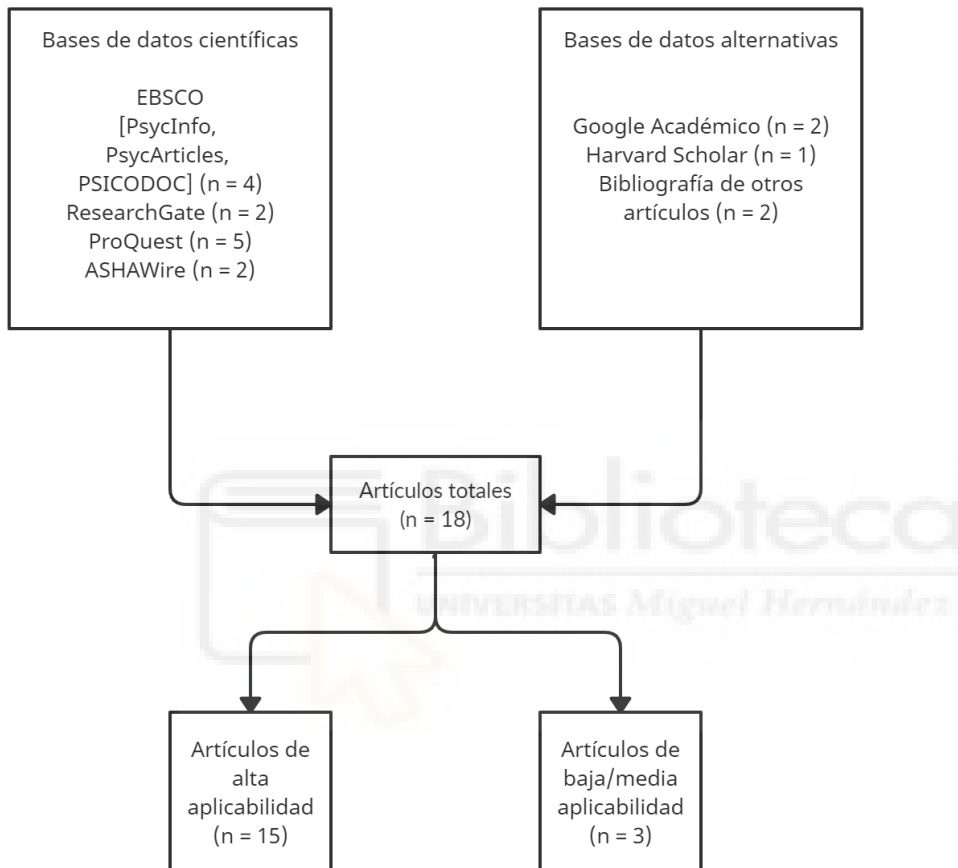 Bases de datos científicas
EBSCO
[PsycInfo,
PsycArticles,
PSICODOC] (n = 4)
ResearchGate (n = 2)
ProQuest (n = 5)
ASHAWire (n = 2)
Bases de datos alternativas
Google Académico (n = 2)
Harvard Scholar (n = 1)
Bibliografía de otros
artículos (n = 2)
Artículos totales
(n = 18)
Biblioteca
UNIVERSITAS Miguel Hernández
Artículos de
alta
aplicabilidad
(n = 15)
Artículos de
baja/media
aplicabilidad
(n = 3)